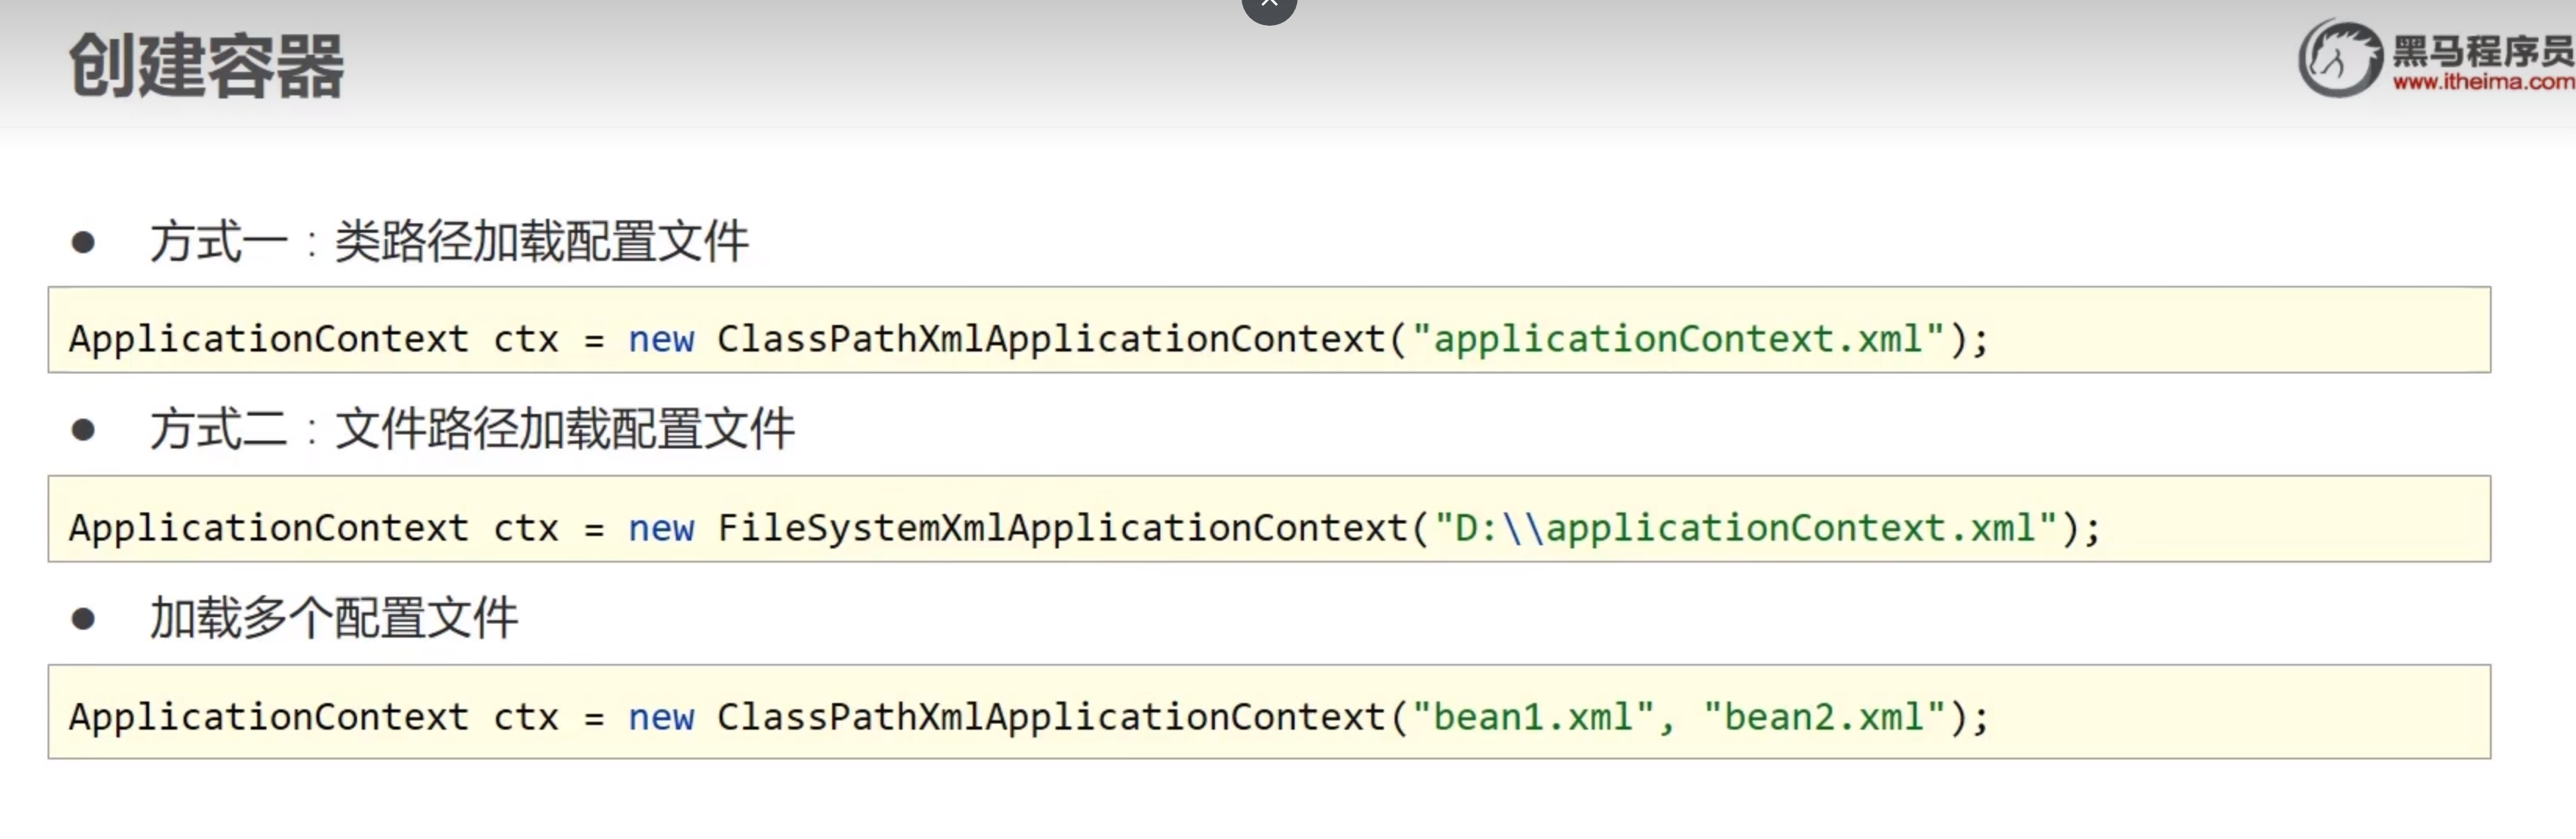 创建容器
黑马程序员
www.itheima.com
● 方式一：类路径加载配置文件
ApplicationContext ctx = new ClassPathXmlApplicationContext("applicationContext.xml");
● 方式二：文件路径加载配置文件
ApplicationContext ctx = new FileSystemXmlApplicationContext("D:\\applicationContext.xml");
● 加载多个配置文件
ApplicationContext ctx = new ClassPathXmlApplicationContext("bean1.xml", "bean2.xml");